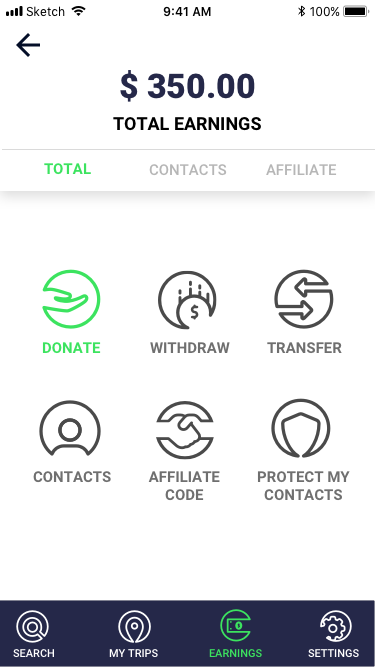 Sketch 9:41 AM 100%
$ 350.00
TOTAL EARNINGS
TOTAL CONTACTS AFFILIATE
DONATE WITHDRAW TRANSFER
CONTACTS AFFILIATE CODE PROTECT MY CONTACTS
SEARCH MY TRIPS EARNINGS SETTINGS